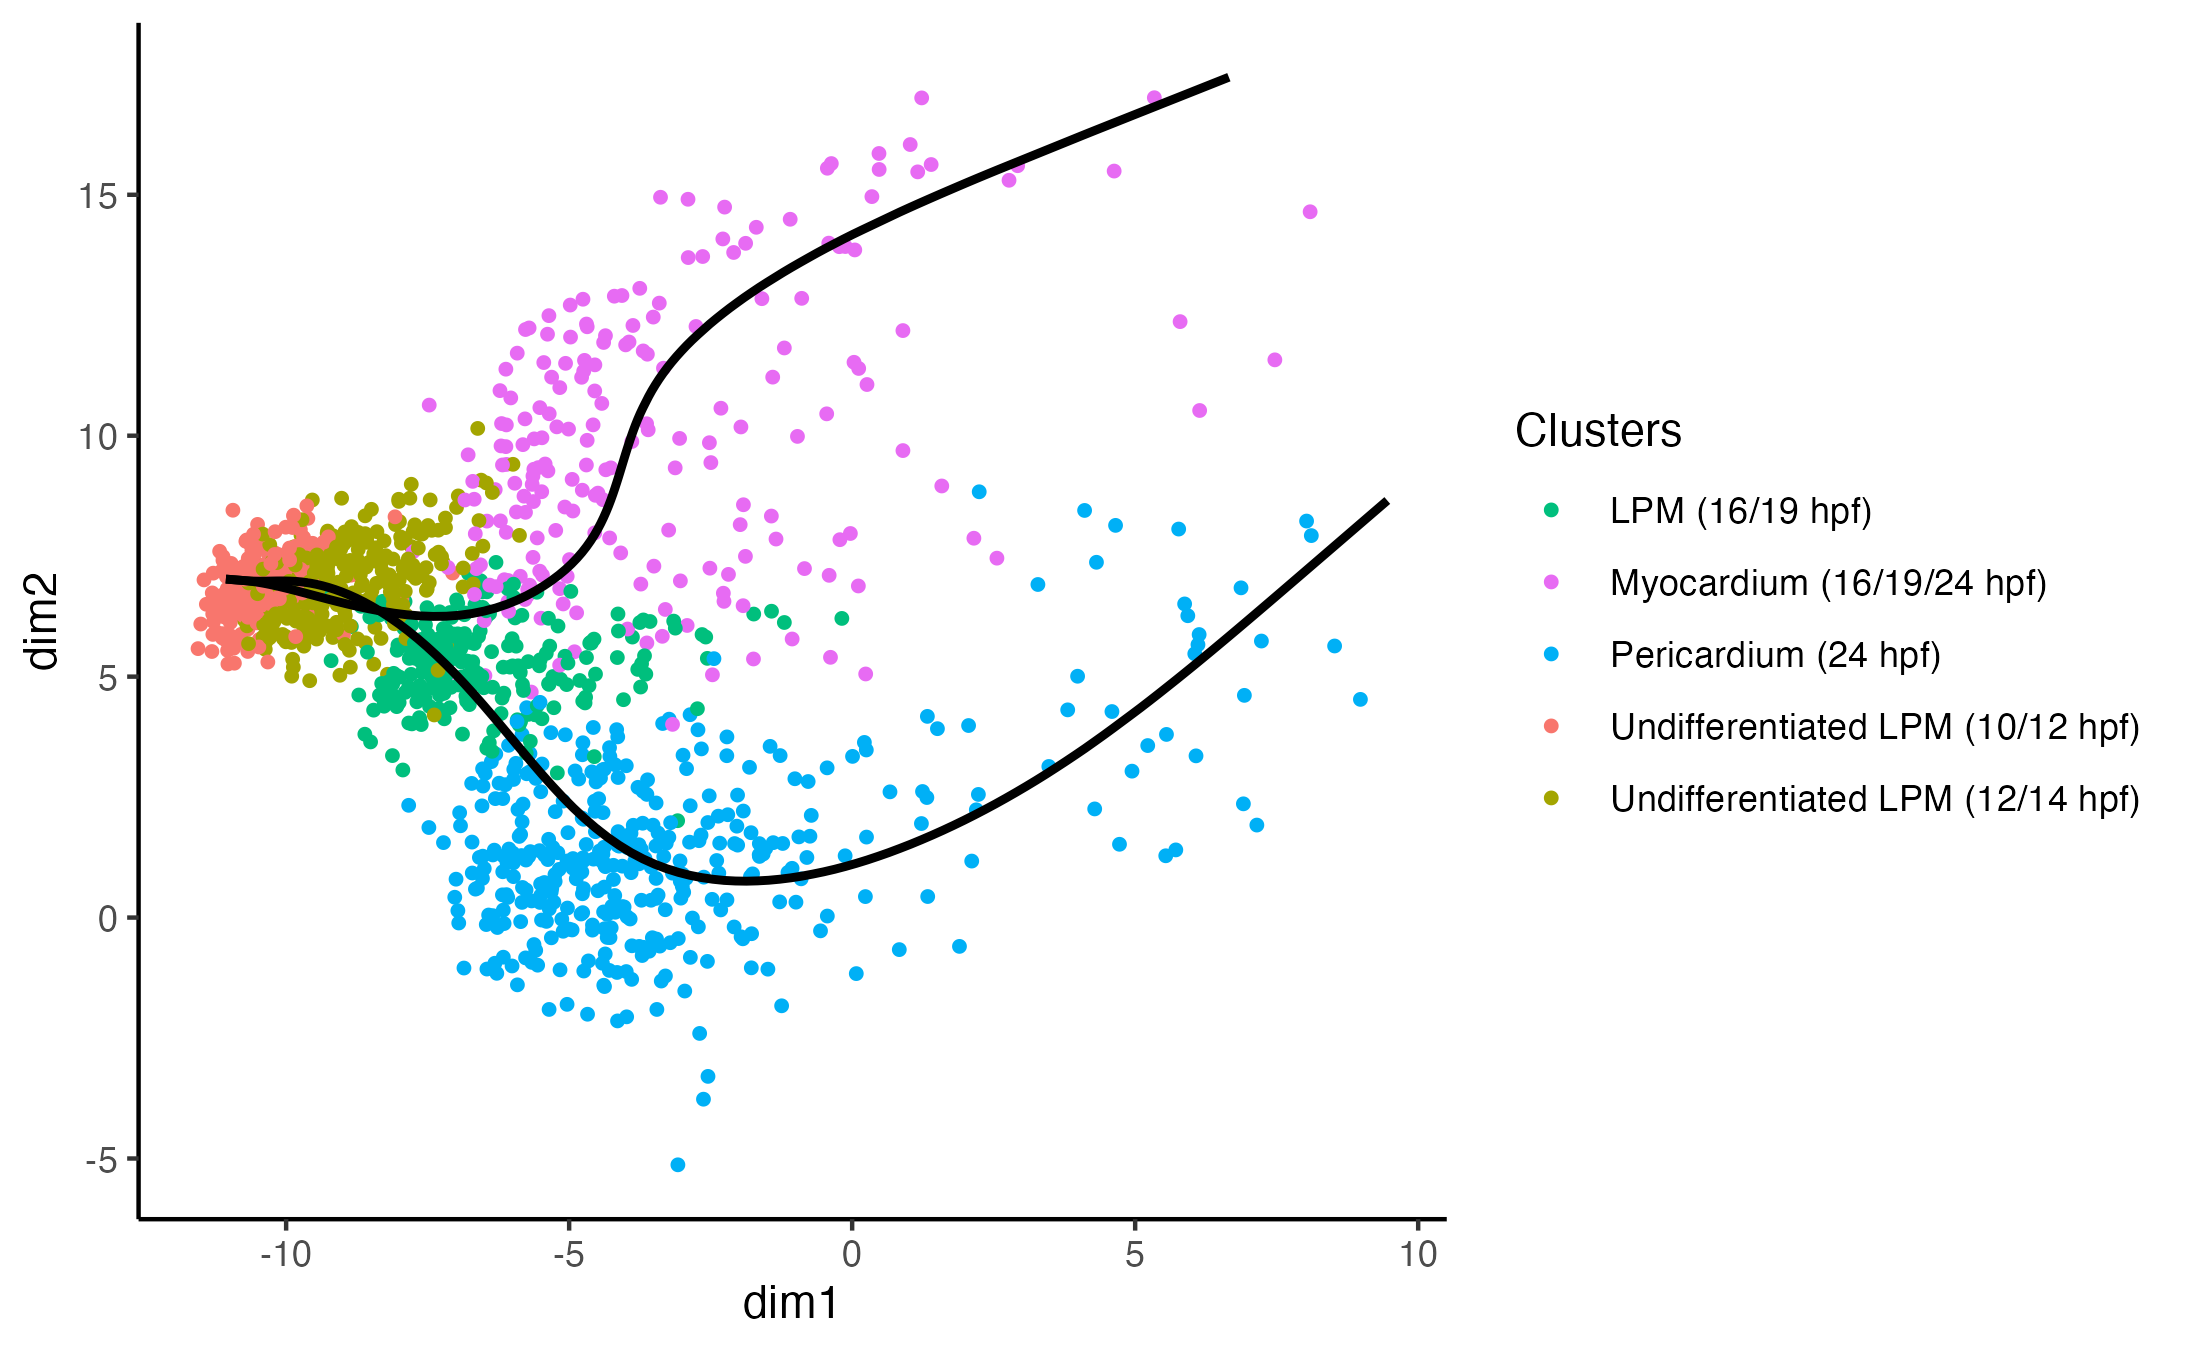 15
10
5
0
-5
dim2
-10
-5
0
5
10
dim1
Clusters
LPM (16/19 hpf)
Myocardium (16/19/24 hpf)
Pericardium (24 hpf)
Undifferentiated LPM (10/12 hpf)
Undifferentiated LPM (12/14 hpf)